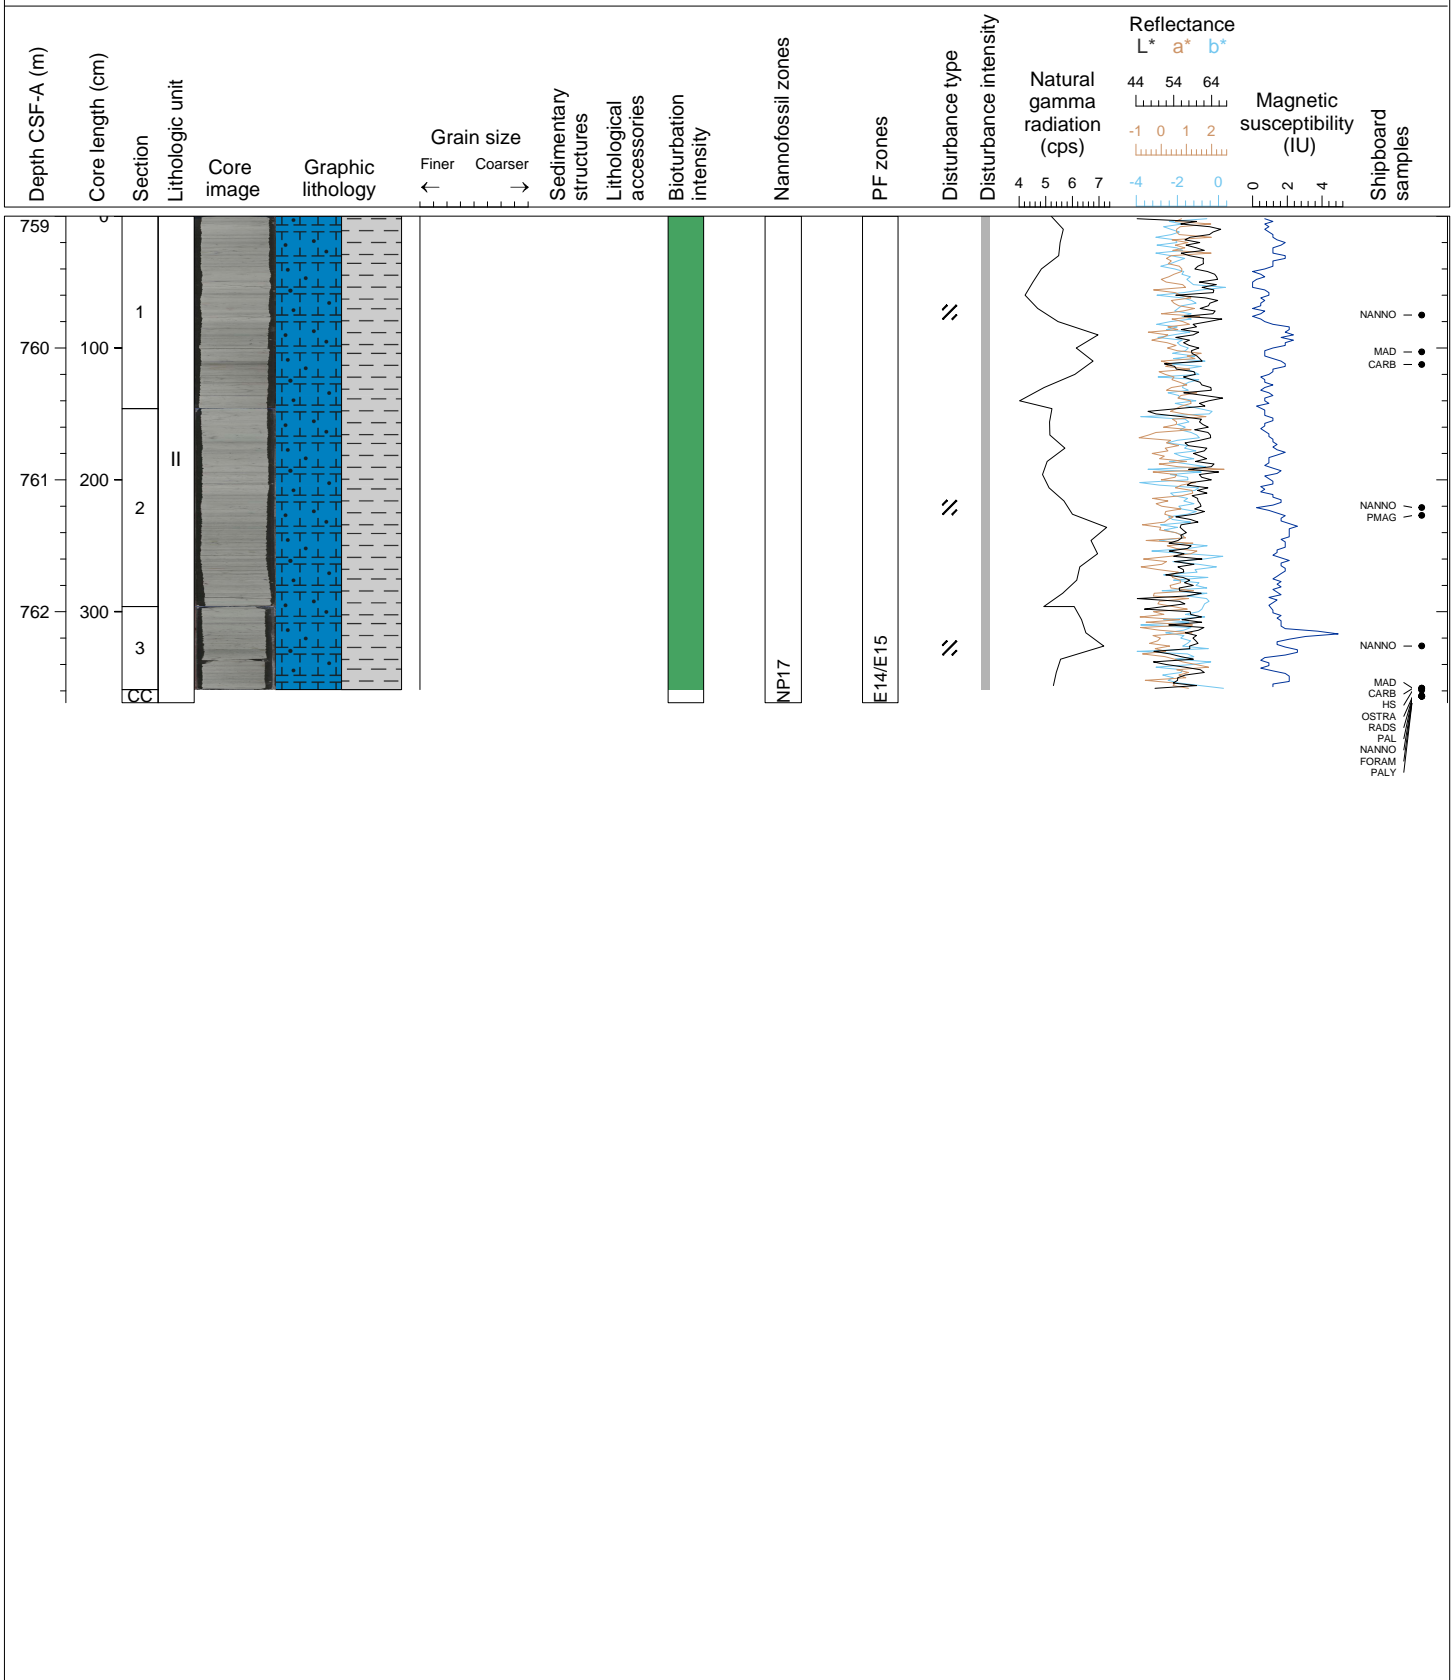 Depth CSF-A (m)
Core length (cm)
Section
Lithologic unit
Core
image
Graphic
lithology
Grain size
Finer Coarser
← →
Sedimentary
structures
Lithological
accessories
Bioturbation
intensity
Nannofossil zones
PF zones
Disturbance type
Disturbance intensity
Natural
gamma
radiation
(cps)
4 5 6 7
Reflectance
L* a* b*
44 54 64
-1 0 1 2
-4 -2 0
Magnetic
susceptibility
(IU)
0 2 4
Shipboard
samples
759
760
761
762
0
100
200
300
1
2
3
CC
II
NP17
E14/E15
NANNO
MAD
CARB
NANNO
PMAG
NANNO
MAD
CARB
HS
OSTRA
RADS
PAL
NANNO
FORAM
PALY